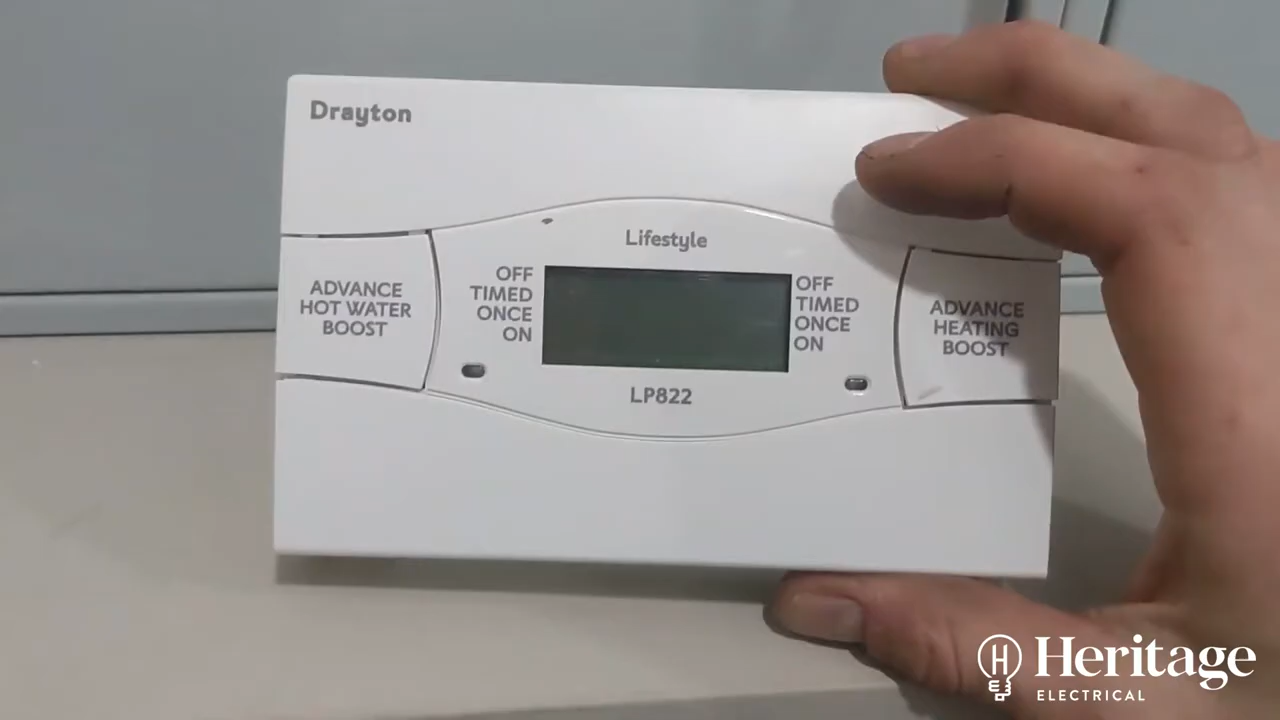 Drayton
Lifestyle
ADVANCE
HOT WATER
BOOST
OFF
TIMED
ONCE
ON
OFF
TIMED
ONCE
ON
ADVANCE
HEATING
BOOST
LP822
H
Heritage
ELECTRICAL